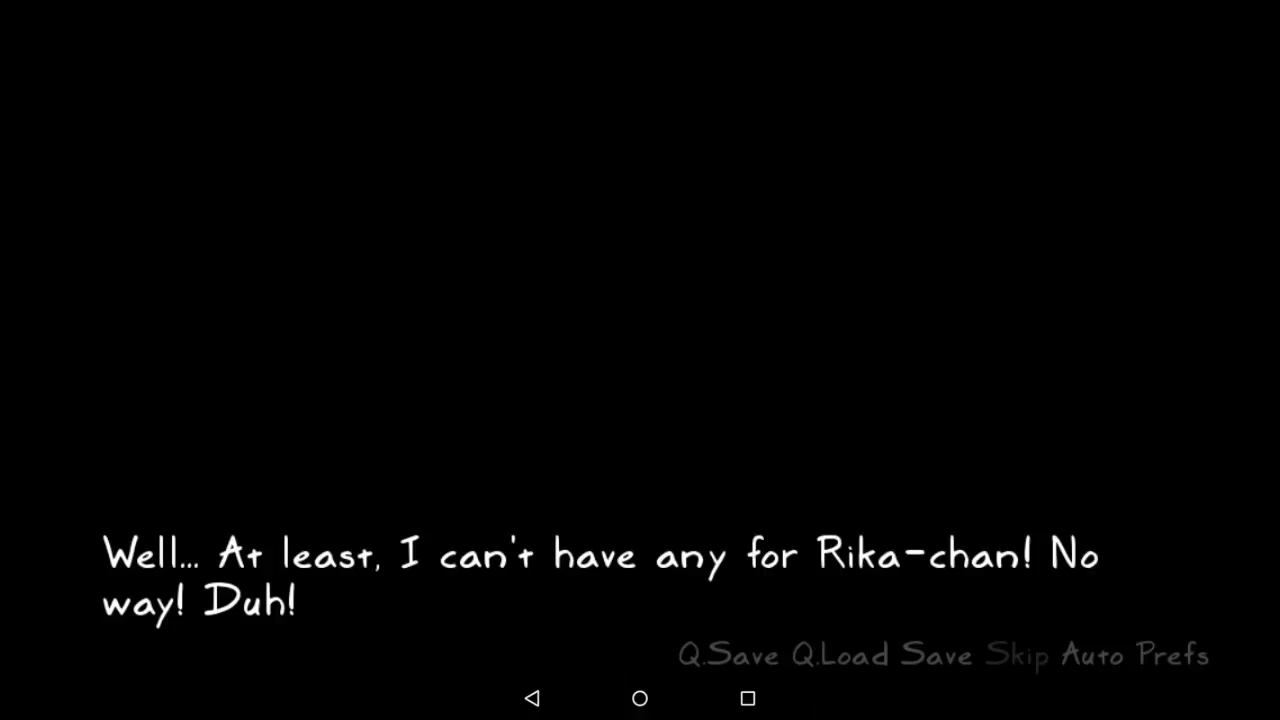 Well... At least, I can't have any for Rika-chan! No
way! Duh!
Q.Save Q.Load Save Skip Auto Prefs